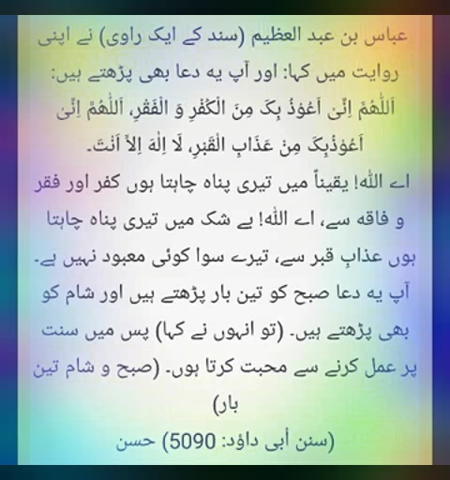 عباس بن عبد العظیم (سند کے ایک راوی) نے اپنی
روایت میں کہا: اور آپ یہ دعا بھی پڑھتے ہیں:
اَللّٰهُمَّ اِنِّیْ اَعُوْذُ بِکَ مِنَ الْکُفْرِ وَ الْفَقْرِ، اَللّٰهُمَّ اِنِّیْ
اَعُوْذُبِکَ مِنْ عَذَابِ الْقَبْرِ، لَا اِلٰهَ اِلاَّ اَنْتَ۔
اے اللّٰہ! یقیناً میں تیری پناہ چاہتا ہوں کفر اور فقر
و فاقہ سے، اے اللّٰہ! بے شک میں تیری پناہ چاہتا
ہوں عذابِ قبر سے، تیرے سوا کوئی معبود نہیں ہے۔
آپ یہ دعا صبح کو تین بار پڑھتے ہیں اور شام کو
بھی پڑھتے ہیں۔ (تو انہوں نے کہا) پس میں سنت
پر عمل کرنے سے محبت کرتا ہوں۔ (صبح و شام تین
بار)
(سنن أبی داؤد: 5090) حسن